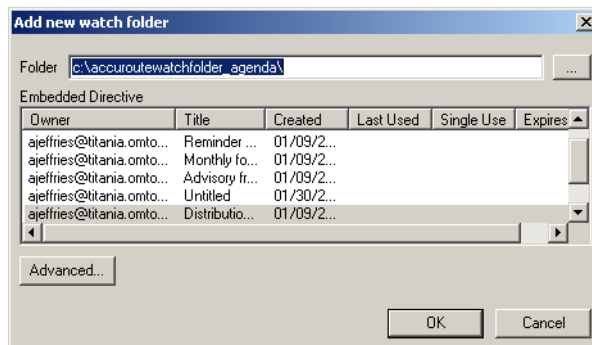 Add new watch folder
Folder c:\accuroutewatchfolder_agenda\ ...
Embedded Directive
Owner Title Created Last Used Single Use Expires
ajeffries@titania.omto... Reminder ... 01/09/2...
ajeffries@titania.omto... Monthly fo... 01/09/2...
ajeffries@titania.omto... Advisory fr... 01/09/2...
ajeffries@titania.omto... Untitled 01/30/2...
ajeffries@titania.omto... Distributio... 01/09/2...
Advanced...
OK Cancel